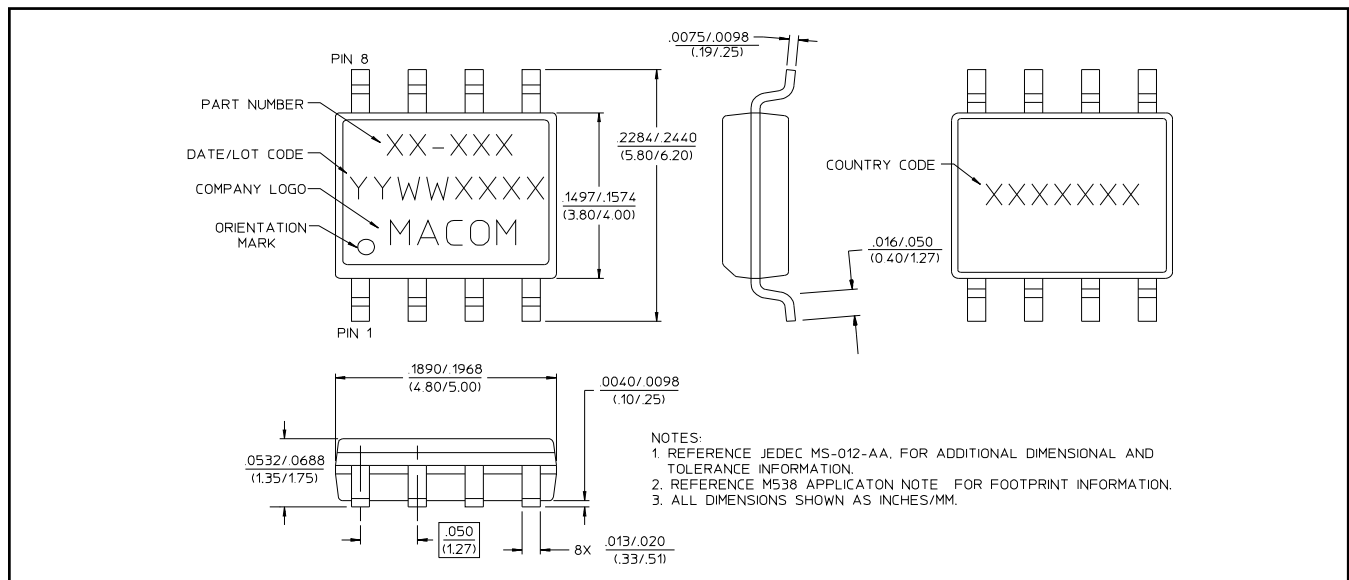 .0075/.0098
(.19/.25)
PIN 8
PART NUMBER
XX-XXX
DATE/LOT CODE
YYWWXXXX
COMPANY LOGO
MACOM
ORIENTATION
MARK
PIN 1
.2284/.2440
(5.80/6.20)
.1497/.1574
(3.80/4.00)
.016/.050
(0.40/1.27)
COUNTRY CODE
XXXXXXX
.1890/.1968
(4.80/5.00)
.0040/.0098
(.10/.25)
.0532/.0688
(1.35/1.75)
.050
(1.27)
8X .013/.020
(.33/.51)
NOTES:
1. REFERENCE JEDEC MS-012-AA, FOR ADDITIONAL DIMENSIONAL AND
TOLERANCE INFORMATION.
2. REFERENCE M538 APPLICATON NOTE FOR FOOTPRINT INFORMATION.
3. ALL DIMENSIONS SHOWN AS INCHES/MM.